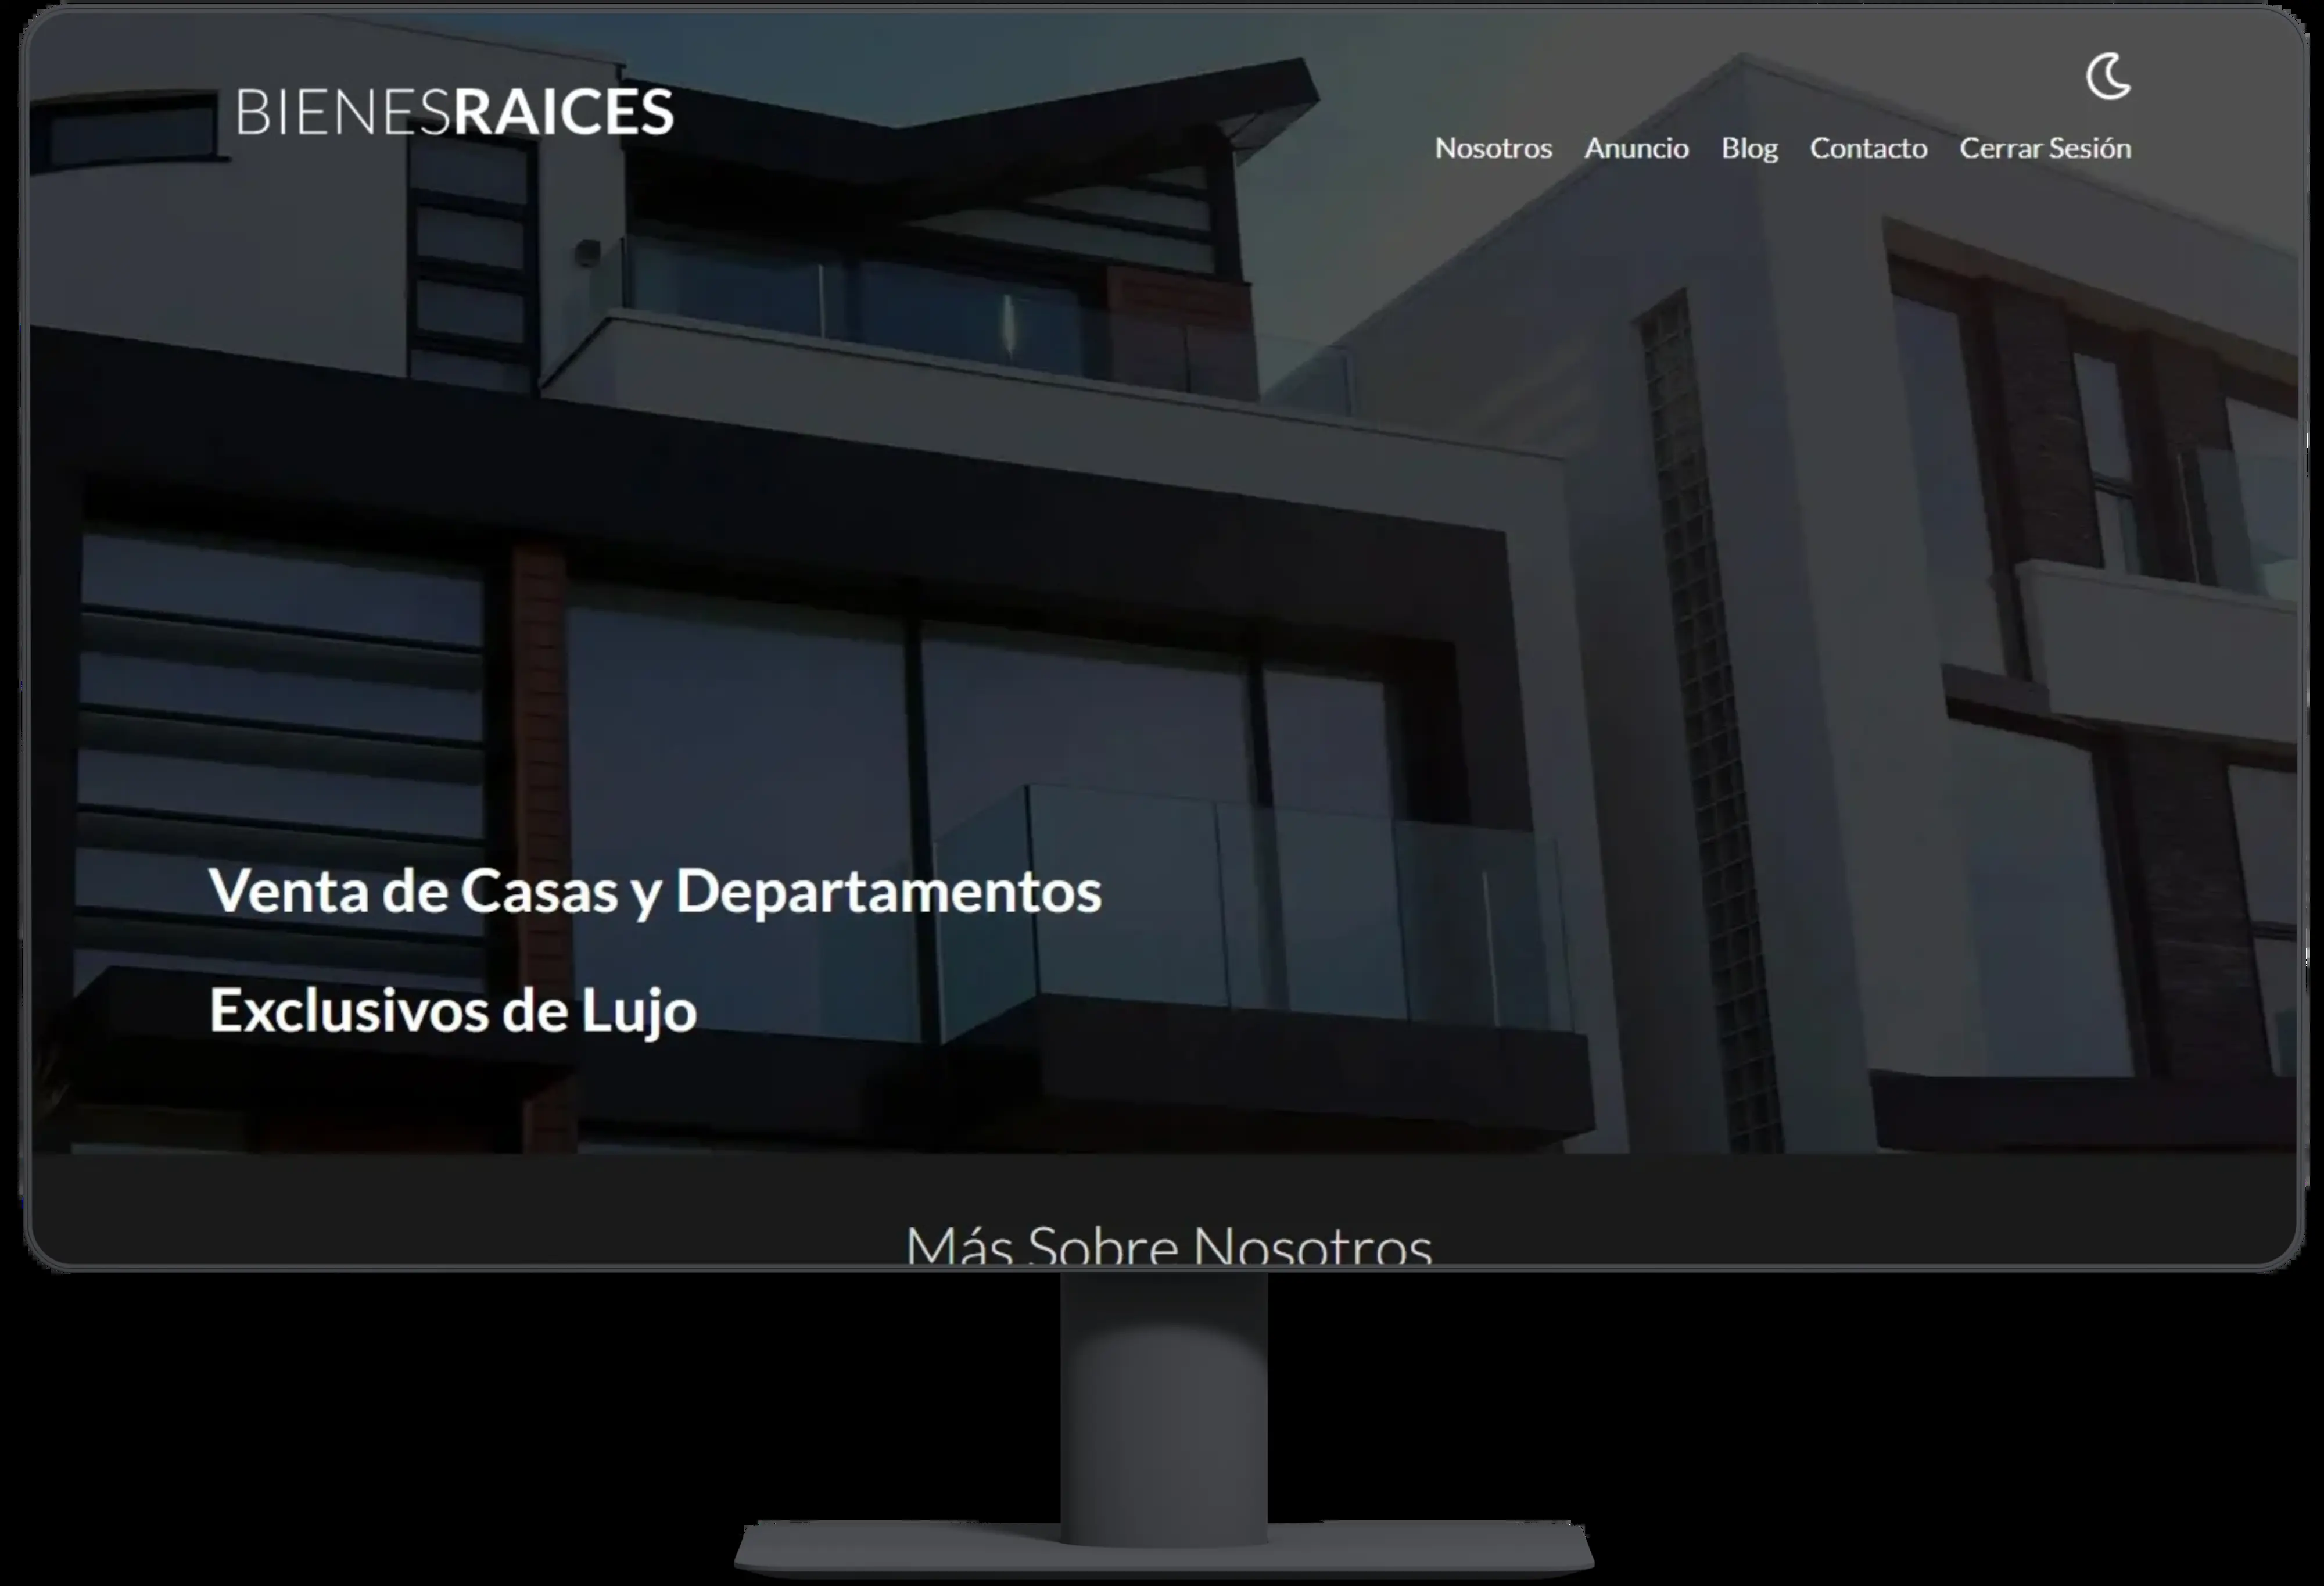 BIENESRAICES
Nosotros Anuncio Blog Contacto Cerrar Sesión
Venta de Casas y Departamentos
Exclusivos de Lujo
Más Sobre Nosotros